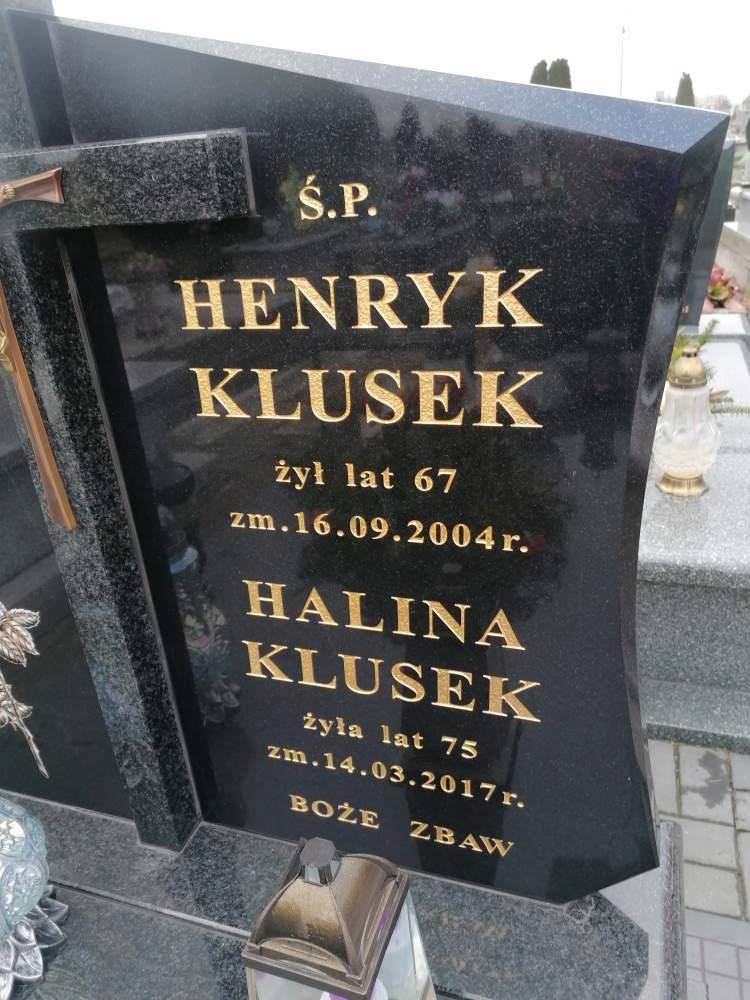 Ś.P.
HENRYK
KLUSEK
żył lat 67
zm.16.09.2004r.
HALINA
KLUSEK
żyła lat 75
zm.14.03.2017r.
BOŻE ZBAW